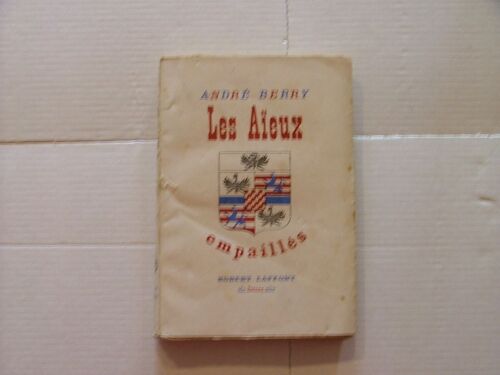 ANDRÉ BERRY
Les Aïeux
empaillés
ROBERT LAFFONT